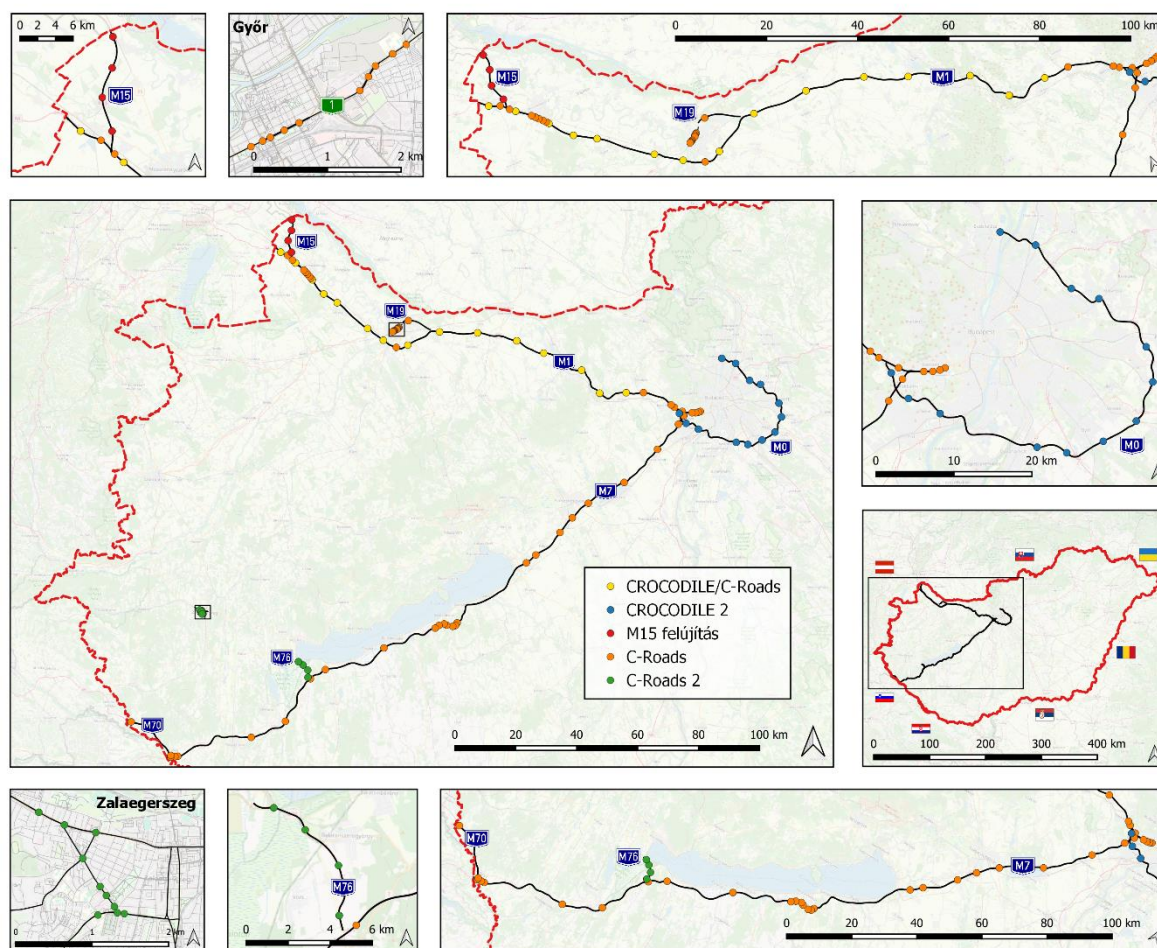 0 2 4 6 km
M15
Győr
1
0 1 2 km
0 20 40 60 80 100 km
M15
M19
M1
M15
M19
M1
M0
M7
M76
M70
CROCODILE/C-Roads
CROCODILE 2
M15 felújítás
C-Roads
C-Roads 2
0 20 40 60 80 100 km
M0
0 10 20 km
0 100 200 300 400 km
Zalaegerszeg
0 1 2 km
M76
0 2 4 6 km
M70
M76
M7
0 20 40 60 80 100 km